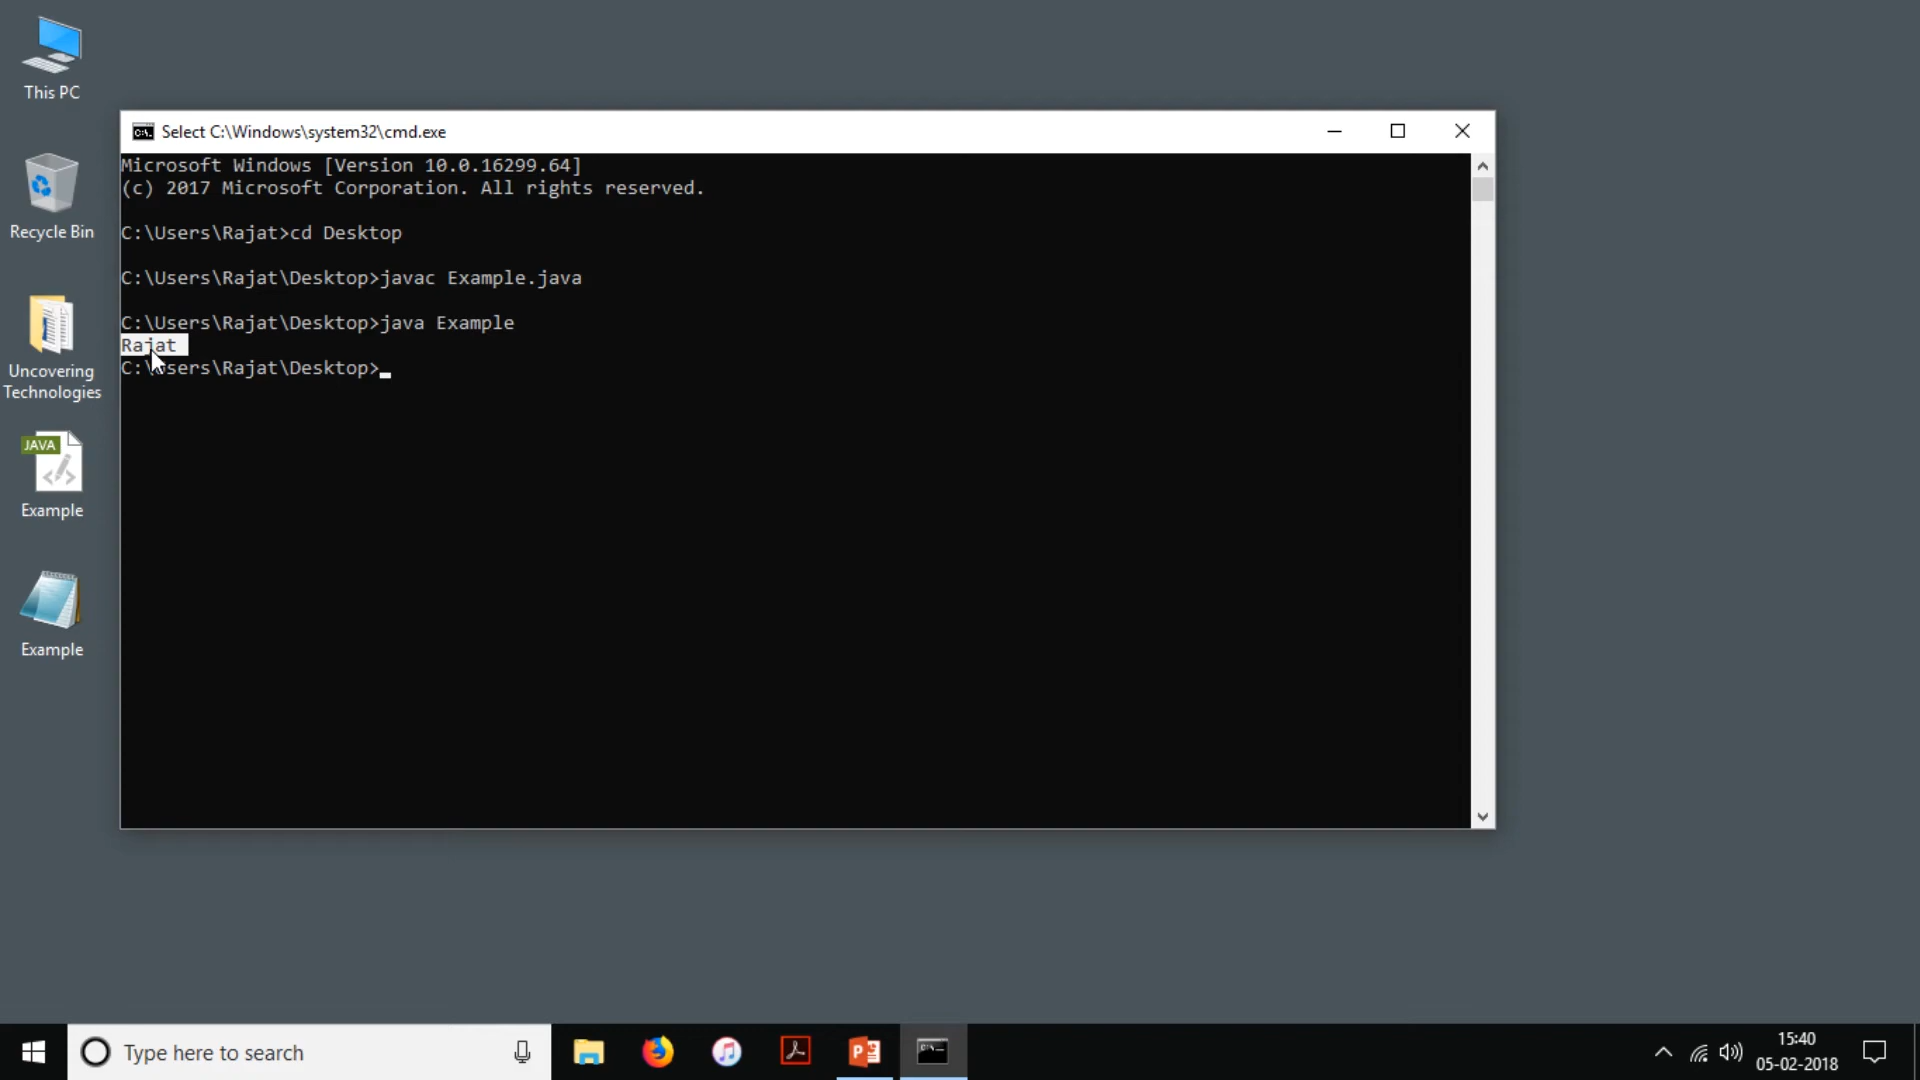 This PC
Recycle Bin
Uncovering
Technologies
JAVA
Example
Example
C:\.
Select C:\Windows\system32\cmd.exe
Microsoft Windows [Version 10.0.16299.64]
(c) 2017 Microsoft Corporation. All rights reserved.
C:\Users\Rajat>cd Desktop
C:\Users\Rajat\Desktop>javac Example.java
C:\Users\Rajat\Desktop>java Example
Rajat
C:\Users\Rajat\Desktop>
Type here to search
15:40
05-02-2018